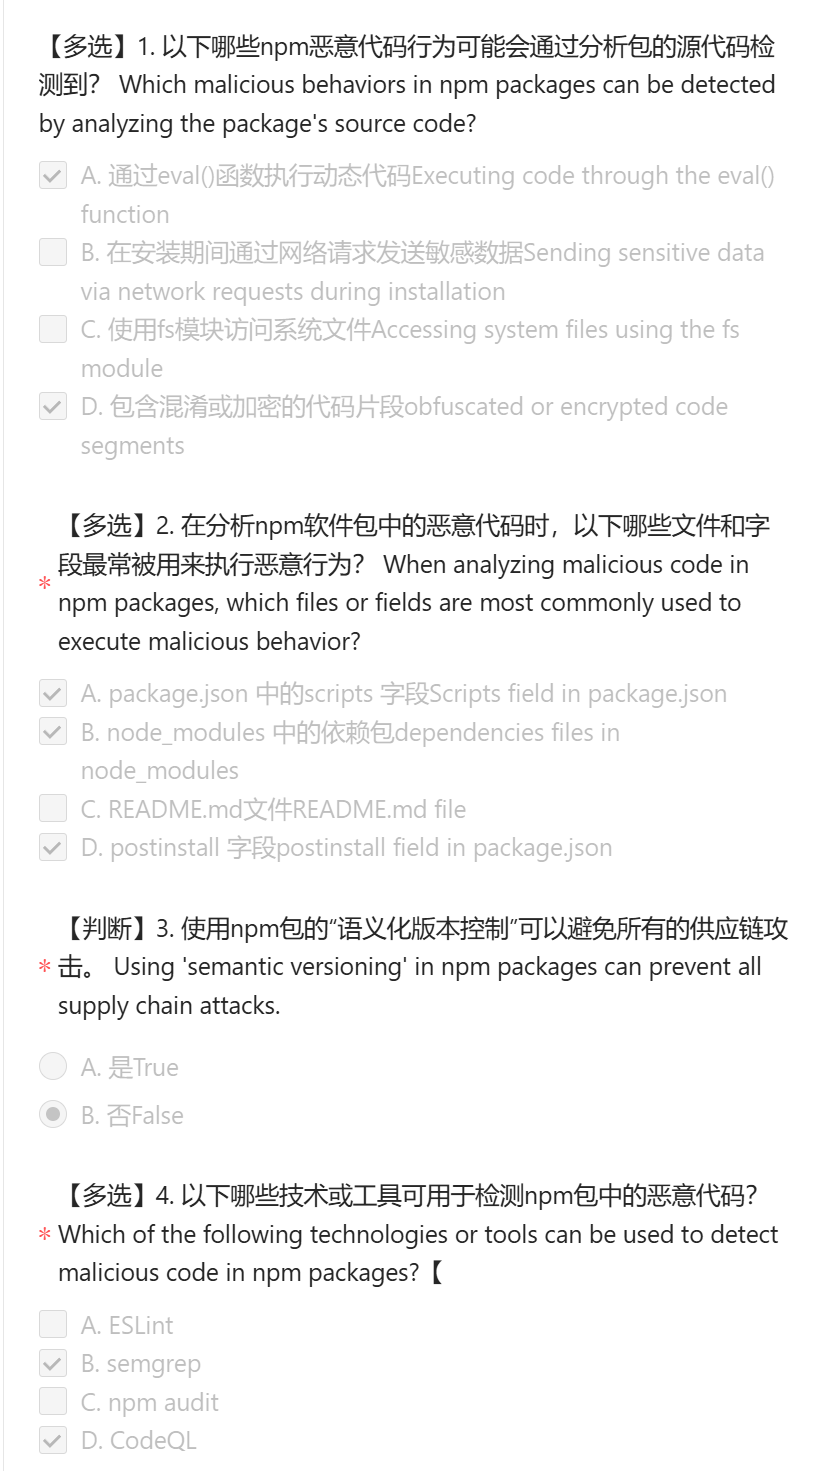 【多选】1. 以下哪些npm恶意代码行为可能会通过分析包的源代码检
测到？ Which malicious behaviors in npm packages can be detected
by analyzing the package's source code?
A. 通过eval()函数执行动态代码Executing code through the eval()
function
B. 在安装期间通过网络请求发送敏感数据Sending sensitive data
via network requests during installation
C. 使用fs模块访问系统文件Accessing system files using the fs
module
D. 包含混淆或加密的代码片段obfuscated or encrypted code
segments
【多选】2. 在分析npm软件包中的恶意代码时，以下哪些文件和字
段最常被用来执行恶意行为？ When analyzing malicious code in
* npm packages, which files or fields are most commonly used to
execute malicious behavior?
A. package.json 中的scripts 字段Scripts field in package.json
B. node_modules 中的依赖包dependencies files in
node_modules
C. README.md文件README.md file
D. postinstall 字段postinstall field in package.json
【判断】3. 使用npm包的“语义化版本控制”可以避免所有的供应链攻
* 击。 Using 'semantic versioning' in npm packages can prevent all
supply chain attacks.
A. 是True
B. 否False
【多选】4. 以下哪些技术或工具可用于检测npm包中的恶意代码？
* Which of the following technologies or tools can be used to detect
malicious code in npm packages?【
A. ESLint
B. semgrep
C. npm audit
D. CodeQL